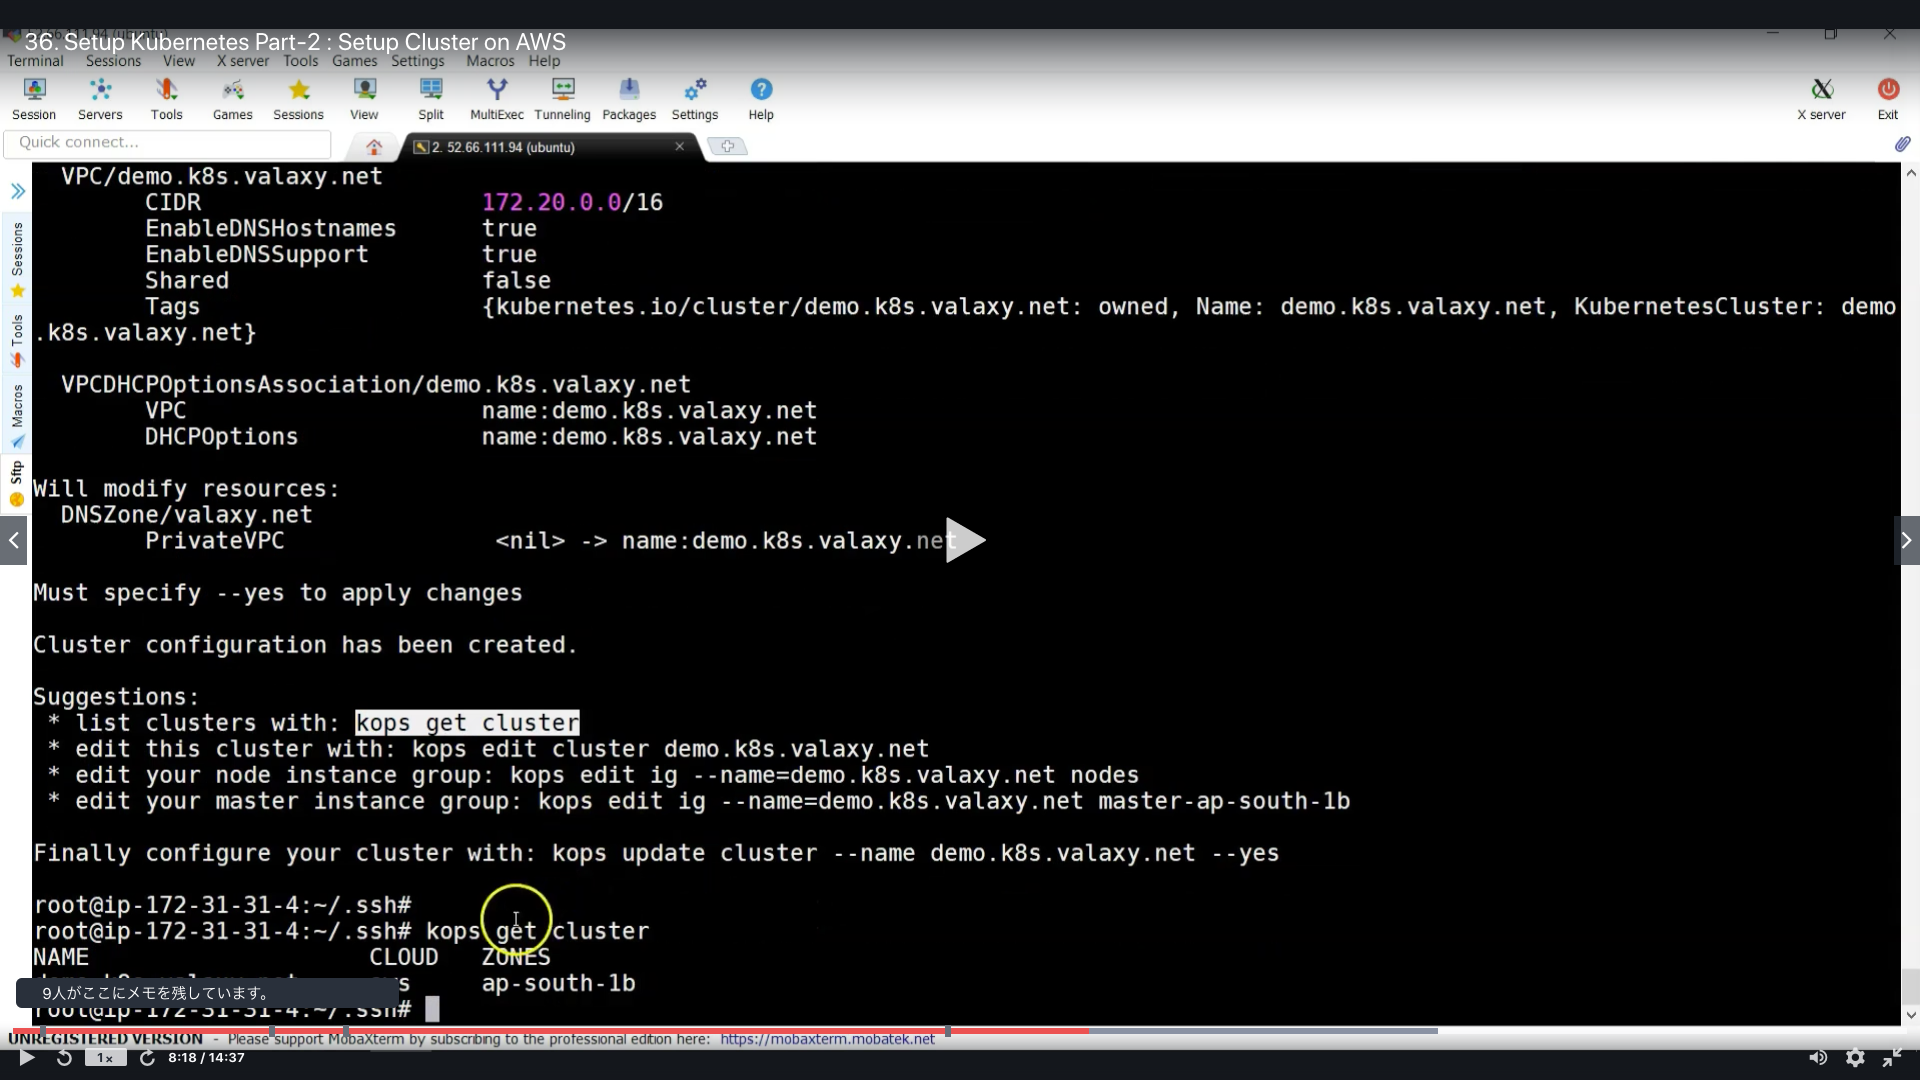 36. Setup Kubernetes Part-2 : Setup Cluster on AWS
Terminal Sessions View X server Tools Games Settings Macros Help
Session Servers Tools Games Sessions View Split MultiExec Tunneling Packages Settings Help X server Exit
Quick connect...
2. 52.66.111.94 (ubuntu)
Sessions
Tools
Macros
Sftp
VPC/demo.k8s.valaxy.net
CIDR 172.20.0.0/16
EnableDNSHostnames true
EnableDNSSupport true
Shared false
Tags {kubernetes.io/cluster/demo.k8s.valaxy.net: owned, Name: demo.k8s.valaxy.net, KubernetesCluster: demo
.k8s.valaxy.net}
VPCDHCPOptionsAssociation/demo.k8s.valaxy.net
VPC name:demo.k8s.valaxy.net
DHCPOptions name:demo.k8s.valaxy.net
Will modify resources:
DNSZone/valaxy.net
PrivateVPC <nil> -> name:demo.k8s.valaxy.net
Must specify --yes to apply changes
Cluster configuration has been created.
Suggestions:
* list clusters with: kops get cluster
* edit this cluster with: kops edit cluster demo.k8s.valaxy.net
* edit your node instance group: kops edit ig --name=demo.k8s.valaxy.net nodes
* edit your master instance group: kops edit ig --name=demo.k8s.valaxy.net master-ap-south-1b
Finally configure your cluster with: kops update cluster --name demo.k8s.valaxy.net --yes
root@ip-172-31-31-4:~/.ssh#
root@ip-172-31-31-4:~/.ssh# kops get cluster
NAME CLOUD ZONES
ap-south-1b
9人がここにメモを残しています。
root@ip-172-31-31-4:~/.ssh#
UNREGISTERED VERSION - Please support MobaXterm by subscribing to the professional edition here: https://mobaxterm.mobatek.net
1x 8:18 / 14:37